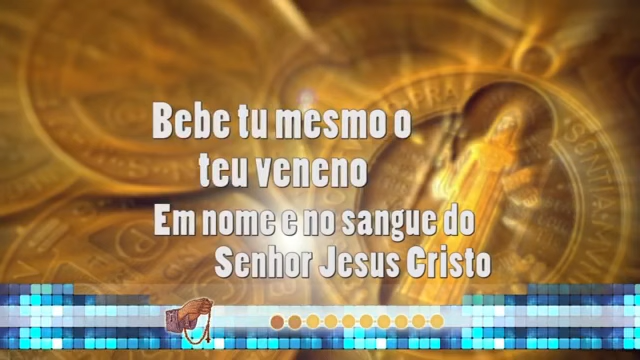 Bebe tu mesmo o
teu veneno
Em nome e no sangue do
Senhor Jesus Cristo